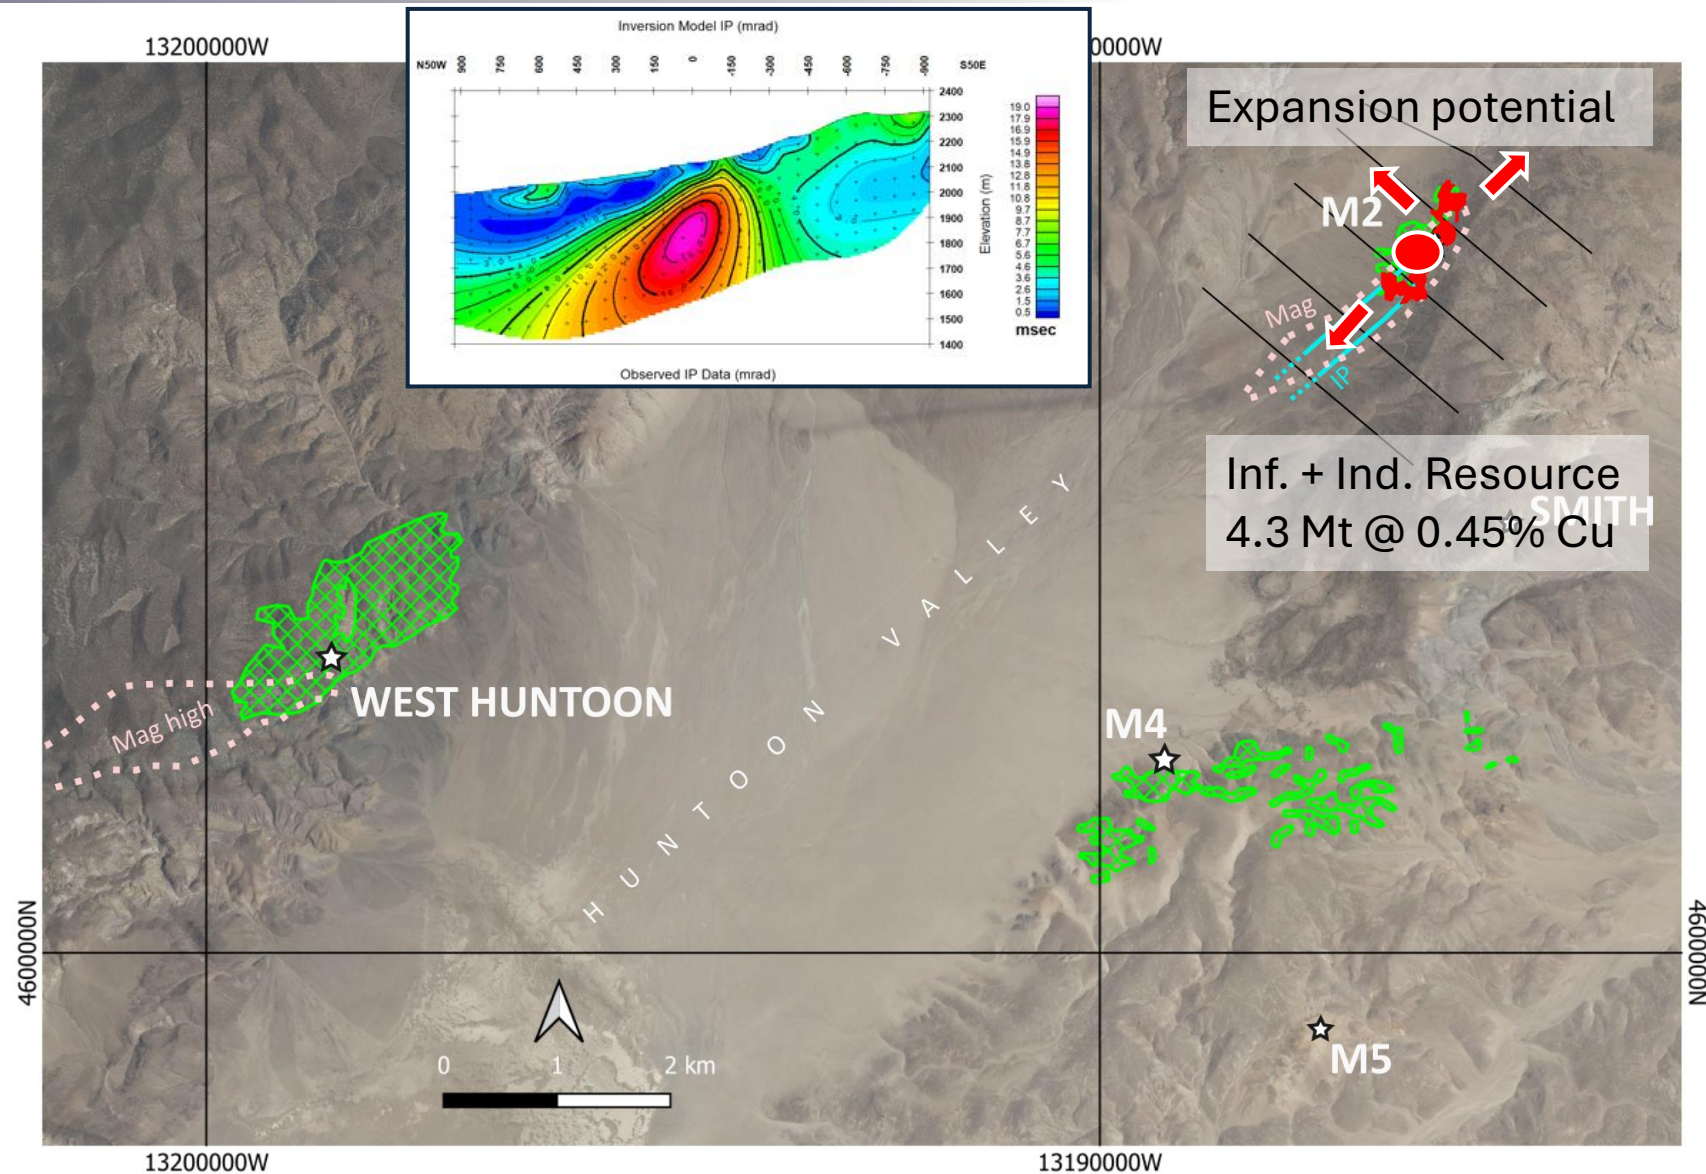 13200000W
0000W
Inversion Model IP (mrad)
N50W 900 750 600 450 300 150 0 -150 -300 -450 -600 -750 -900 S50E
2400
2300
2200
2100
2000
1900
1800
1700
1600
1500
1400
Elevation (m)
19.0
17.9
16.9
15.9
14.9
13.8
12.8
11.8
10.8
9.7
8.7
7.7
6.7
5.6
4.6
3.6
2.6
1.5
0.5
msec
Observed IP Data (mrad)
Expansion potential
M2
Mag
IP
Inf. + Ind. Resource
4.3 Mt @ 0.45% Cu
SMITH
HUNTOON VALLEY
WEST HUNTOON
Mag high
M4
M5
4600000N
4600000N
0 1 2 km
13200000W
13190000W